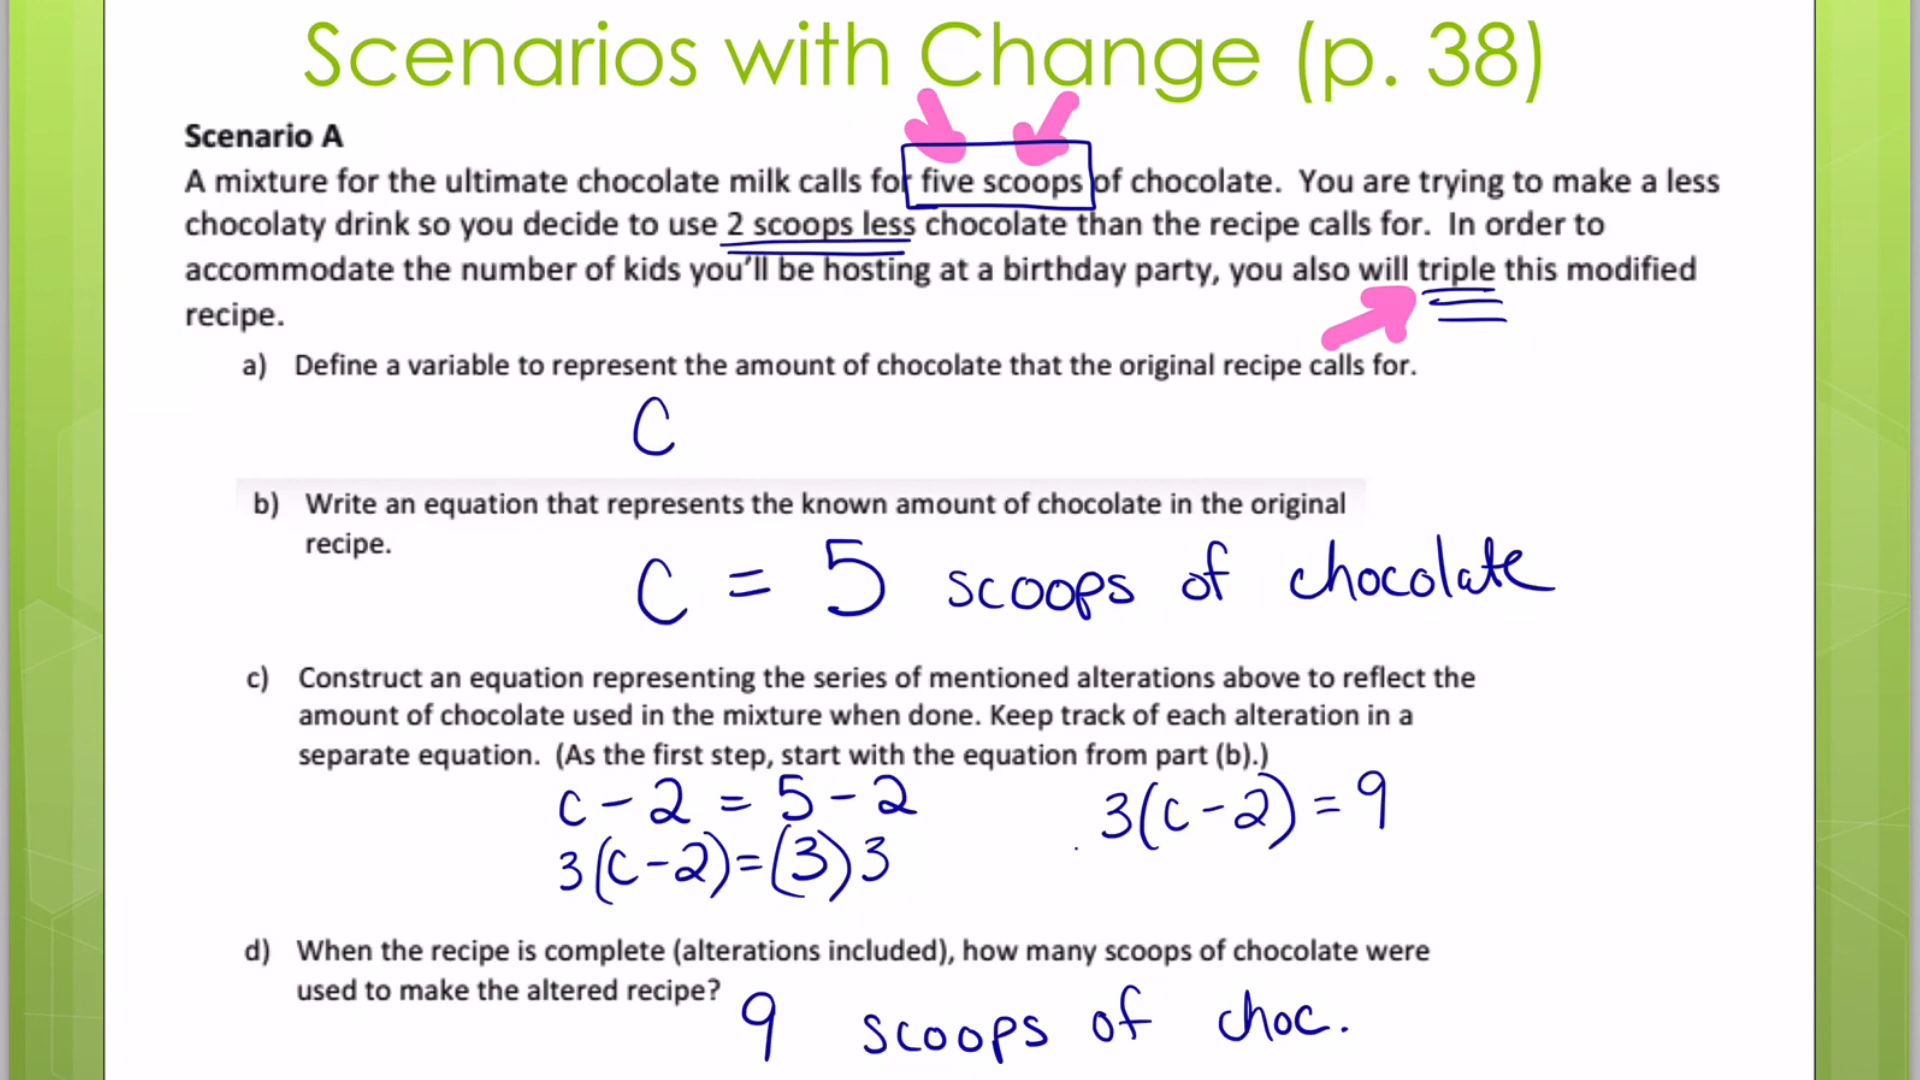 Scenarios with Change (p. 38)
Scenario A
A mixture for the ultimate chocolate milk calls for five scoops of chocolate. You are trying to make a less
chocolaty drink so you decide to use 2 scoops less chocolate than the recipe calls for. In order to
accommodate the number of kids you'll be hosting at a birthday party, you also will triple this modified
recipe.
a) Define a variable to represent the amount of chocolate that the original recipe calls for.
C
b) Write an equation that represents the known amount of chocolate in the original
recipe.
C = 5 scoops of chocolate
c) Construct an equation representing the series of mentioned alterations above to reflect the
amount of chocolate used in the mixture when done. Keep track of each alteration in a
separate equation. (As the first step, start with the equation from part (b).)
c - 2 = 5 - 2
3(c-2)=(3)3
3(c-2)=9
d) When the recipe is complete (alterations included), how many scoops of chocolate were
used to make the altered recipe?
9 scoops of choc.